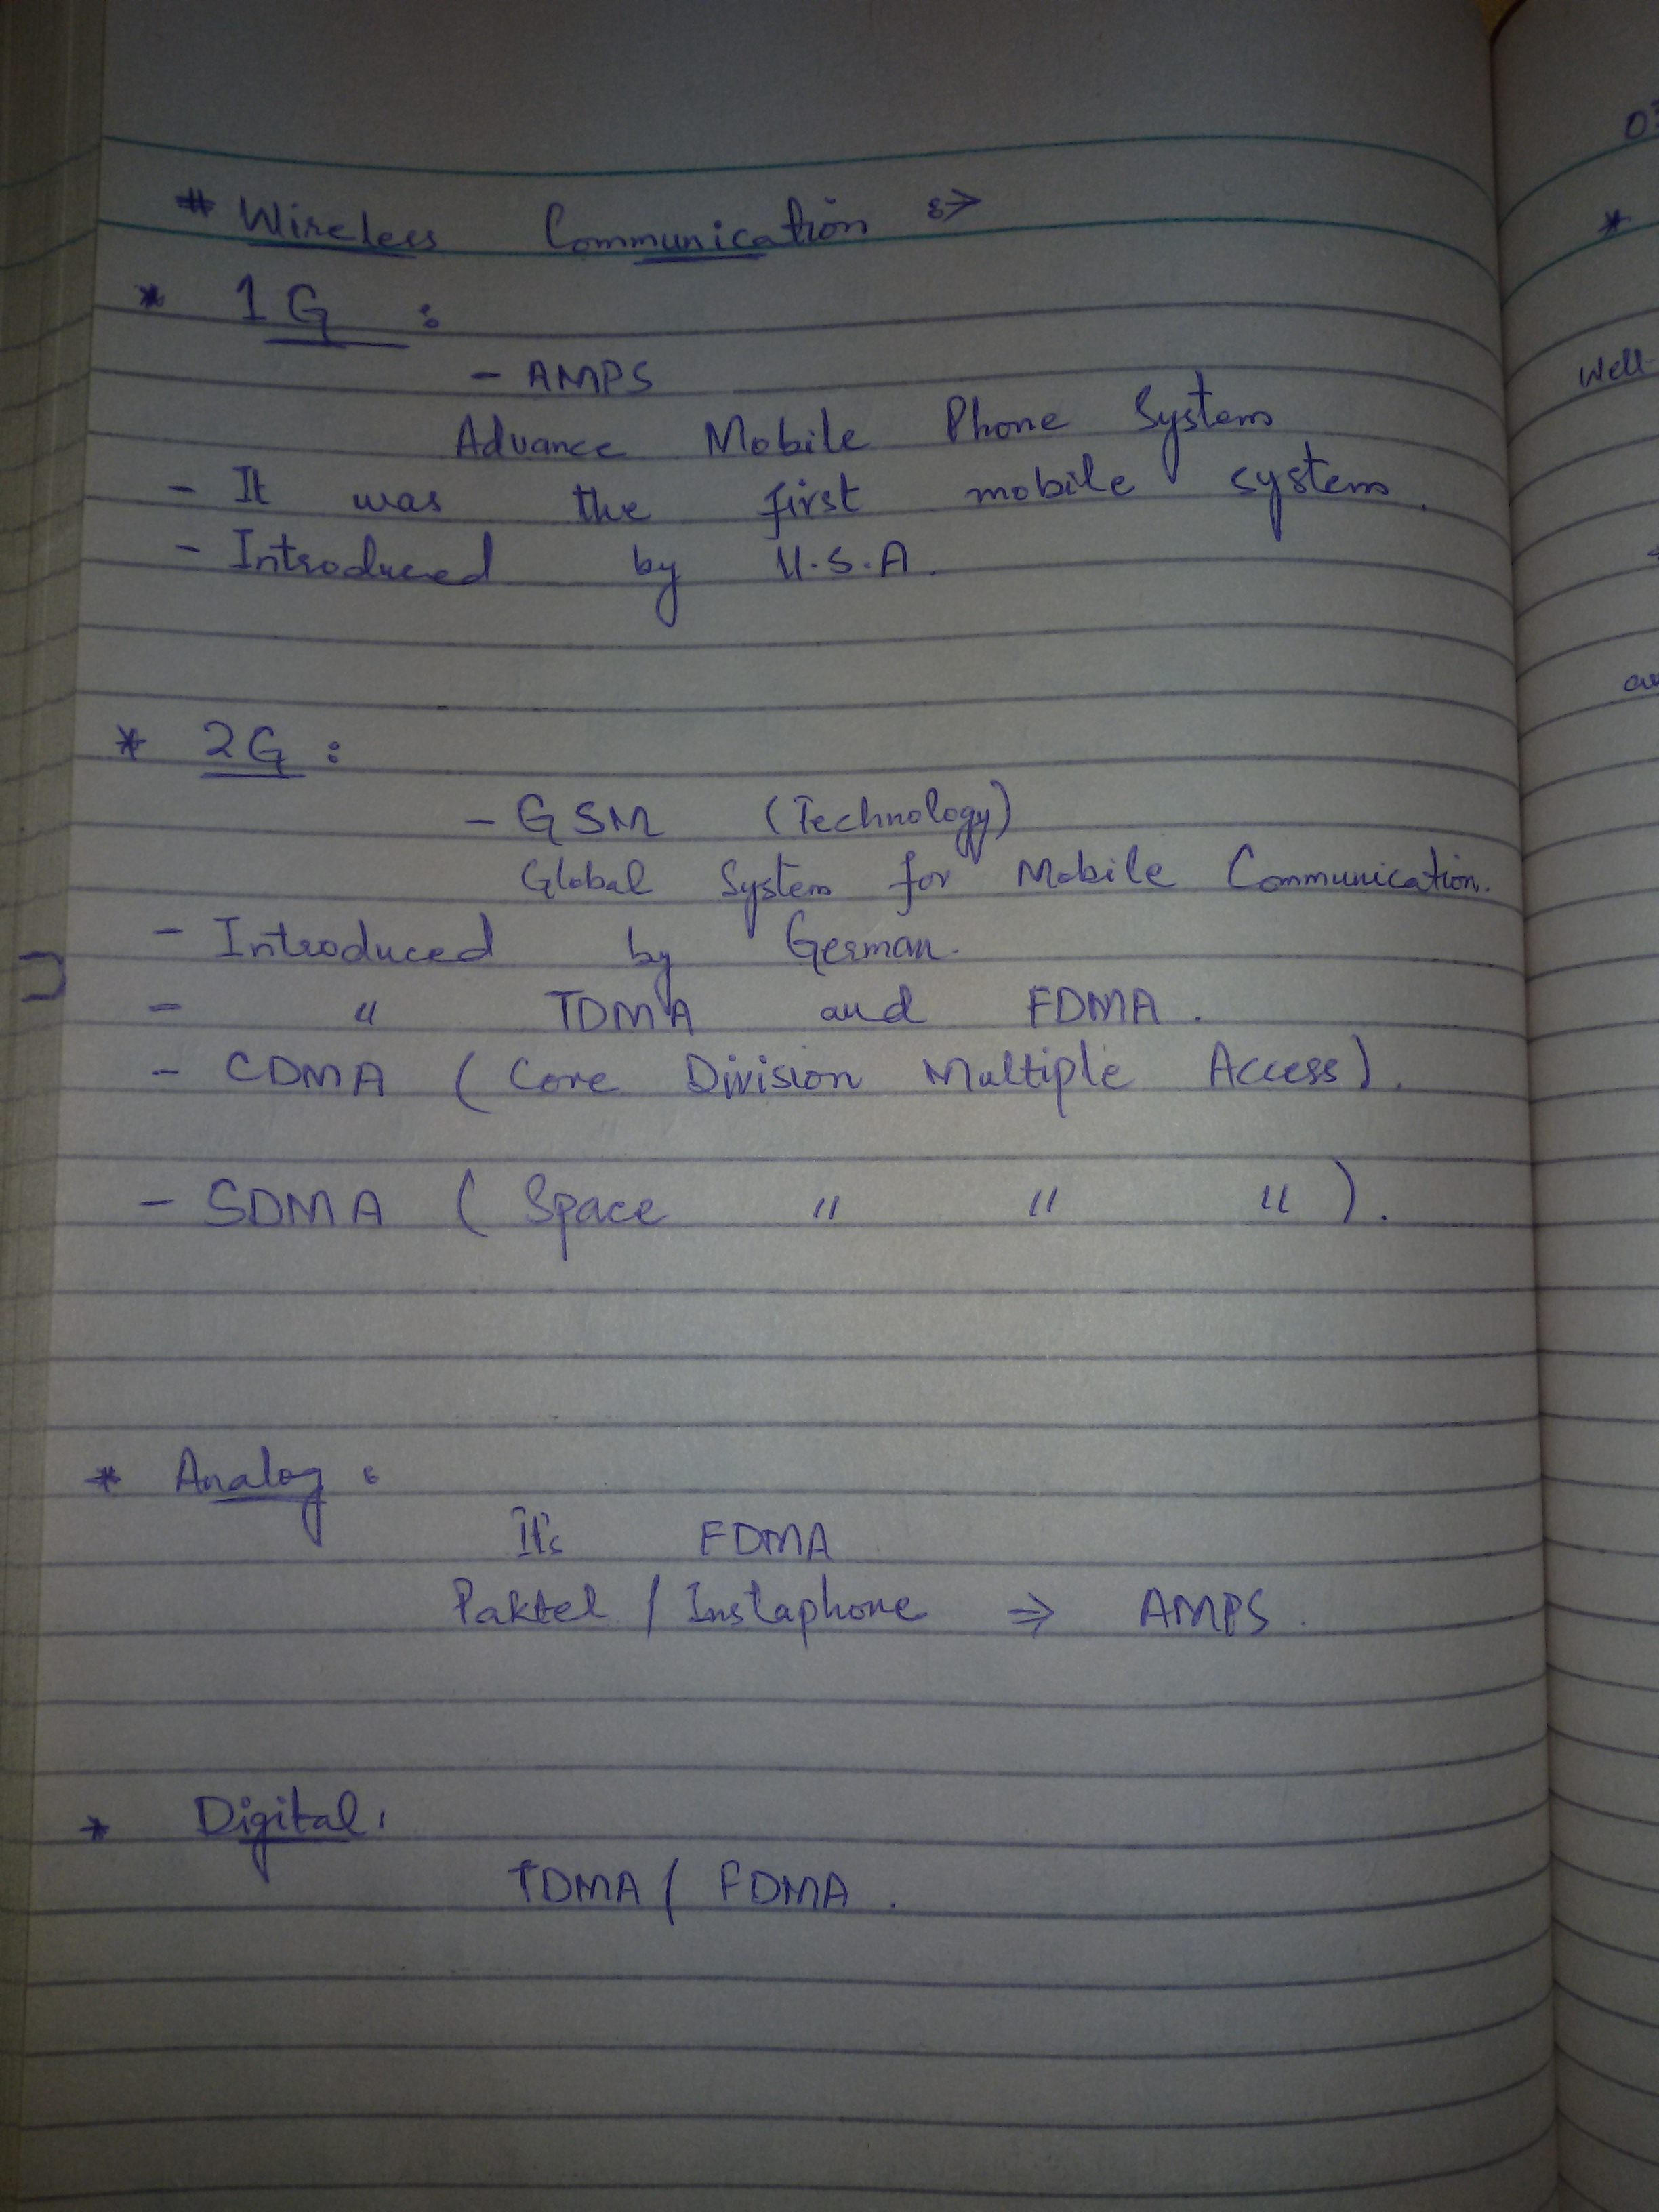 # Wireless Communication :→
* 1G :
- AMPS
Advance Mobile Phone System
- It was the first mobile system.
- Introduced by U.S.A.
* 2G :
- GSM (Technology)
Global System for Mobile Communication.
- Introduced by German.
- " TDMA and FDMA.
- CDMA ( Core Division Multiple Access).
- SDMA ( Space " " " ).
* Analog :
It's FDMA
Paktel / Instaphone ⇒ AMPS.
* Digital :
TDMA / FDMA.
*
Well-